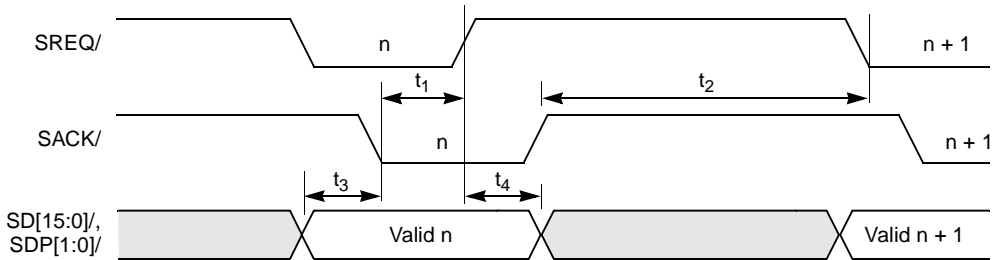 SREQ/
n
n + 1
t1
t2
SACK/
n
n + 1
t3
t4
SD[15:0]/,
SDP[1:0]/
Valid n
Valid n + 1